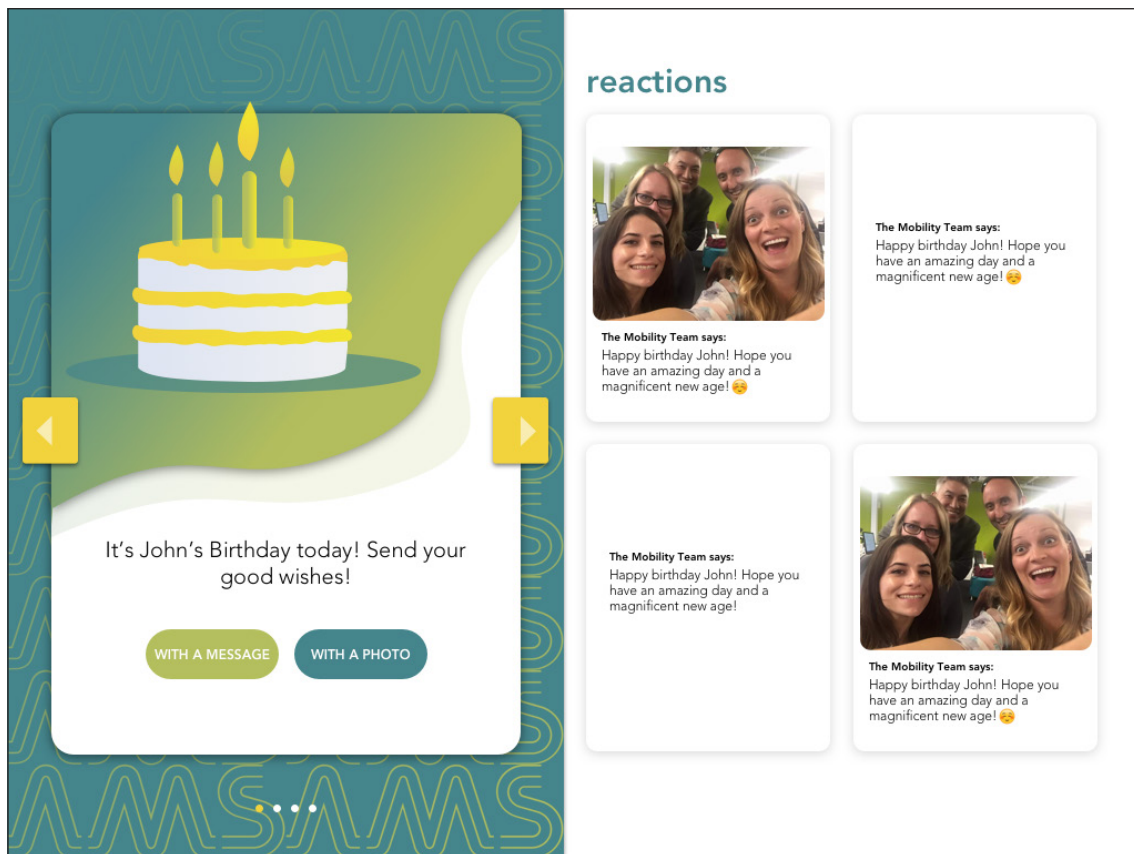 AMS AMS
It's John's Birthday today! Send your
good wishes!
WITH A MESSAGE
WITH A PHOTO
AMS AMS
reactions
The Mobility Team says:
Happy birthday John! Hope you
have an amazing day and a
magnificent new age! ☺️
The Mobility Team says:
Happy birthday John! Hope you
have an amazing day and a
magnificent new age! ☺️
The Mobility Team says:
Happy birthday John! Hope you
have an amazing day and a
magnificent new age!
The Mobility Team says:
Happy birthday John! Hope you
have an amazing day and a
magnificent new age! ☺️